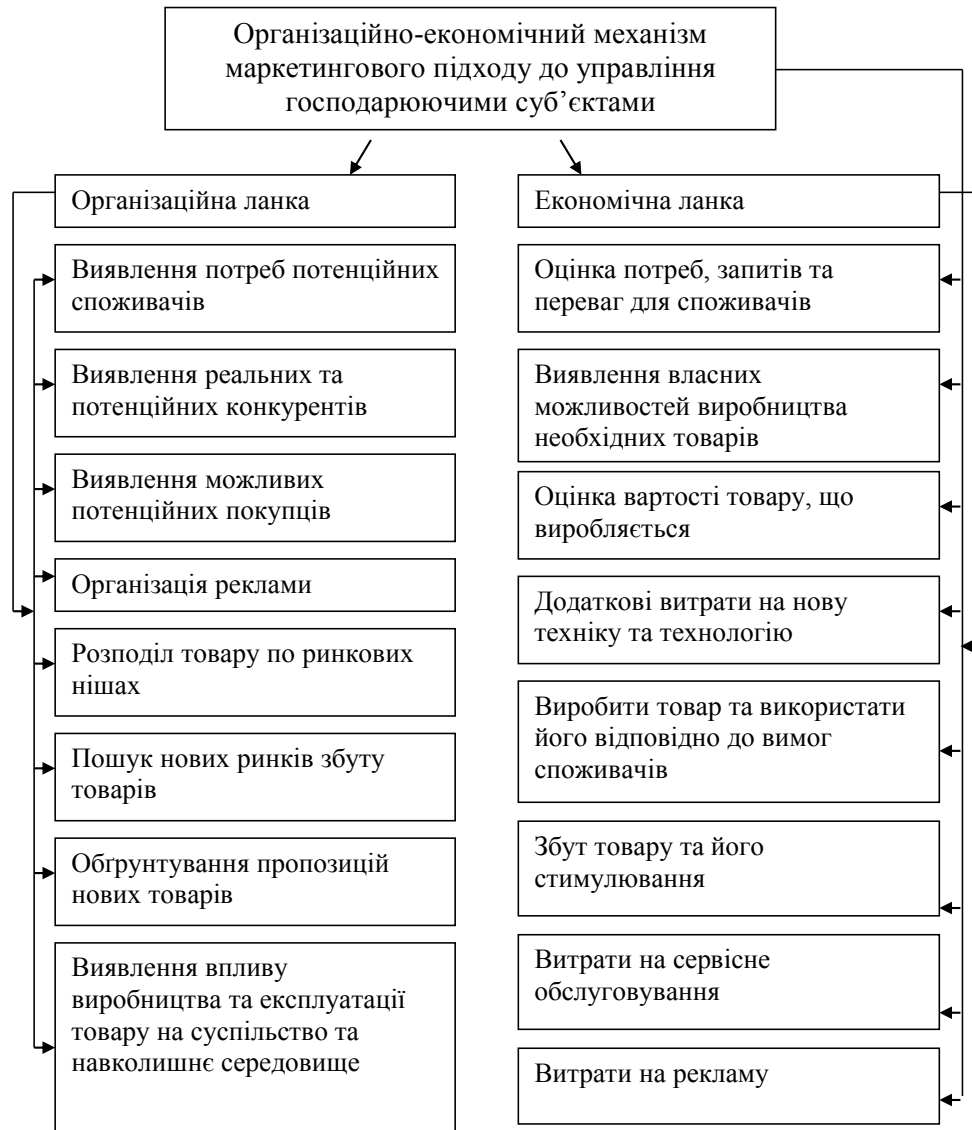 Організаційно-економічний механізм
маркетингового підходу до управління
господарюючими суб’єктами
Організаційна ланка
Виявлення потреб потенційних
споживачів
Виявлення реальних та
потенційних конкурентів
Виявлення можливих
потенційних покупців
Організація реклами
Розподіл товару по ринкових
нішах
Пошук нових ринків збуту
товарів
Обґрунтування пропозицій
нових товарів
Виявлення впливу
виробництва та експлуатації
товару на суспільство та
навколишнє середовище
Економічна ланка
Оцінка потреб, запитів та
переваг для споживачів
Виявлення власних
можливостей виробництва
необхідних товарів
Оцінка вартості товару, що
виробляється
Додаткові витрати на нову
техніку та технологію
Виробити товар та використати
його відповідно до вимог
споживачів
Збут товару та його
стимулювання
Витрати на сервісне
обслуговування
Витрати на рекламу